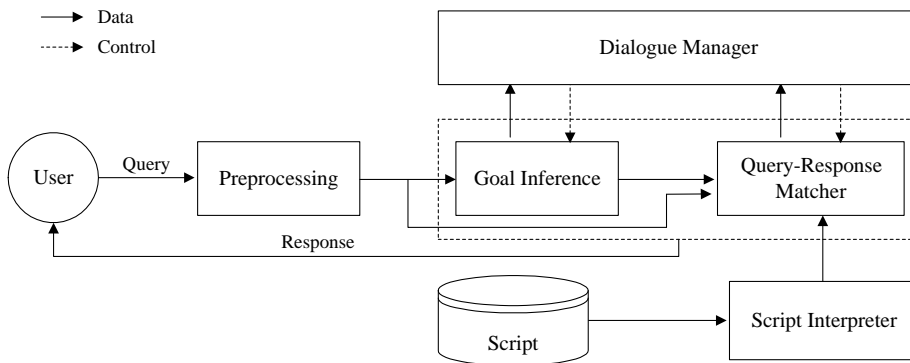 Data
Control
Dialogue Manager
User
Query
Preprocessing
Goal Inference
Query-Response
Matcher
Response
Script
Script Interpreter